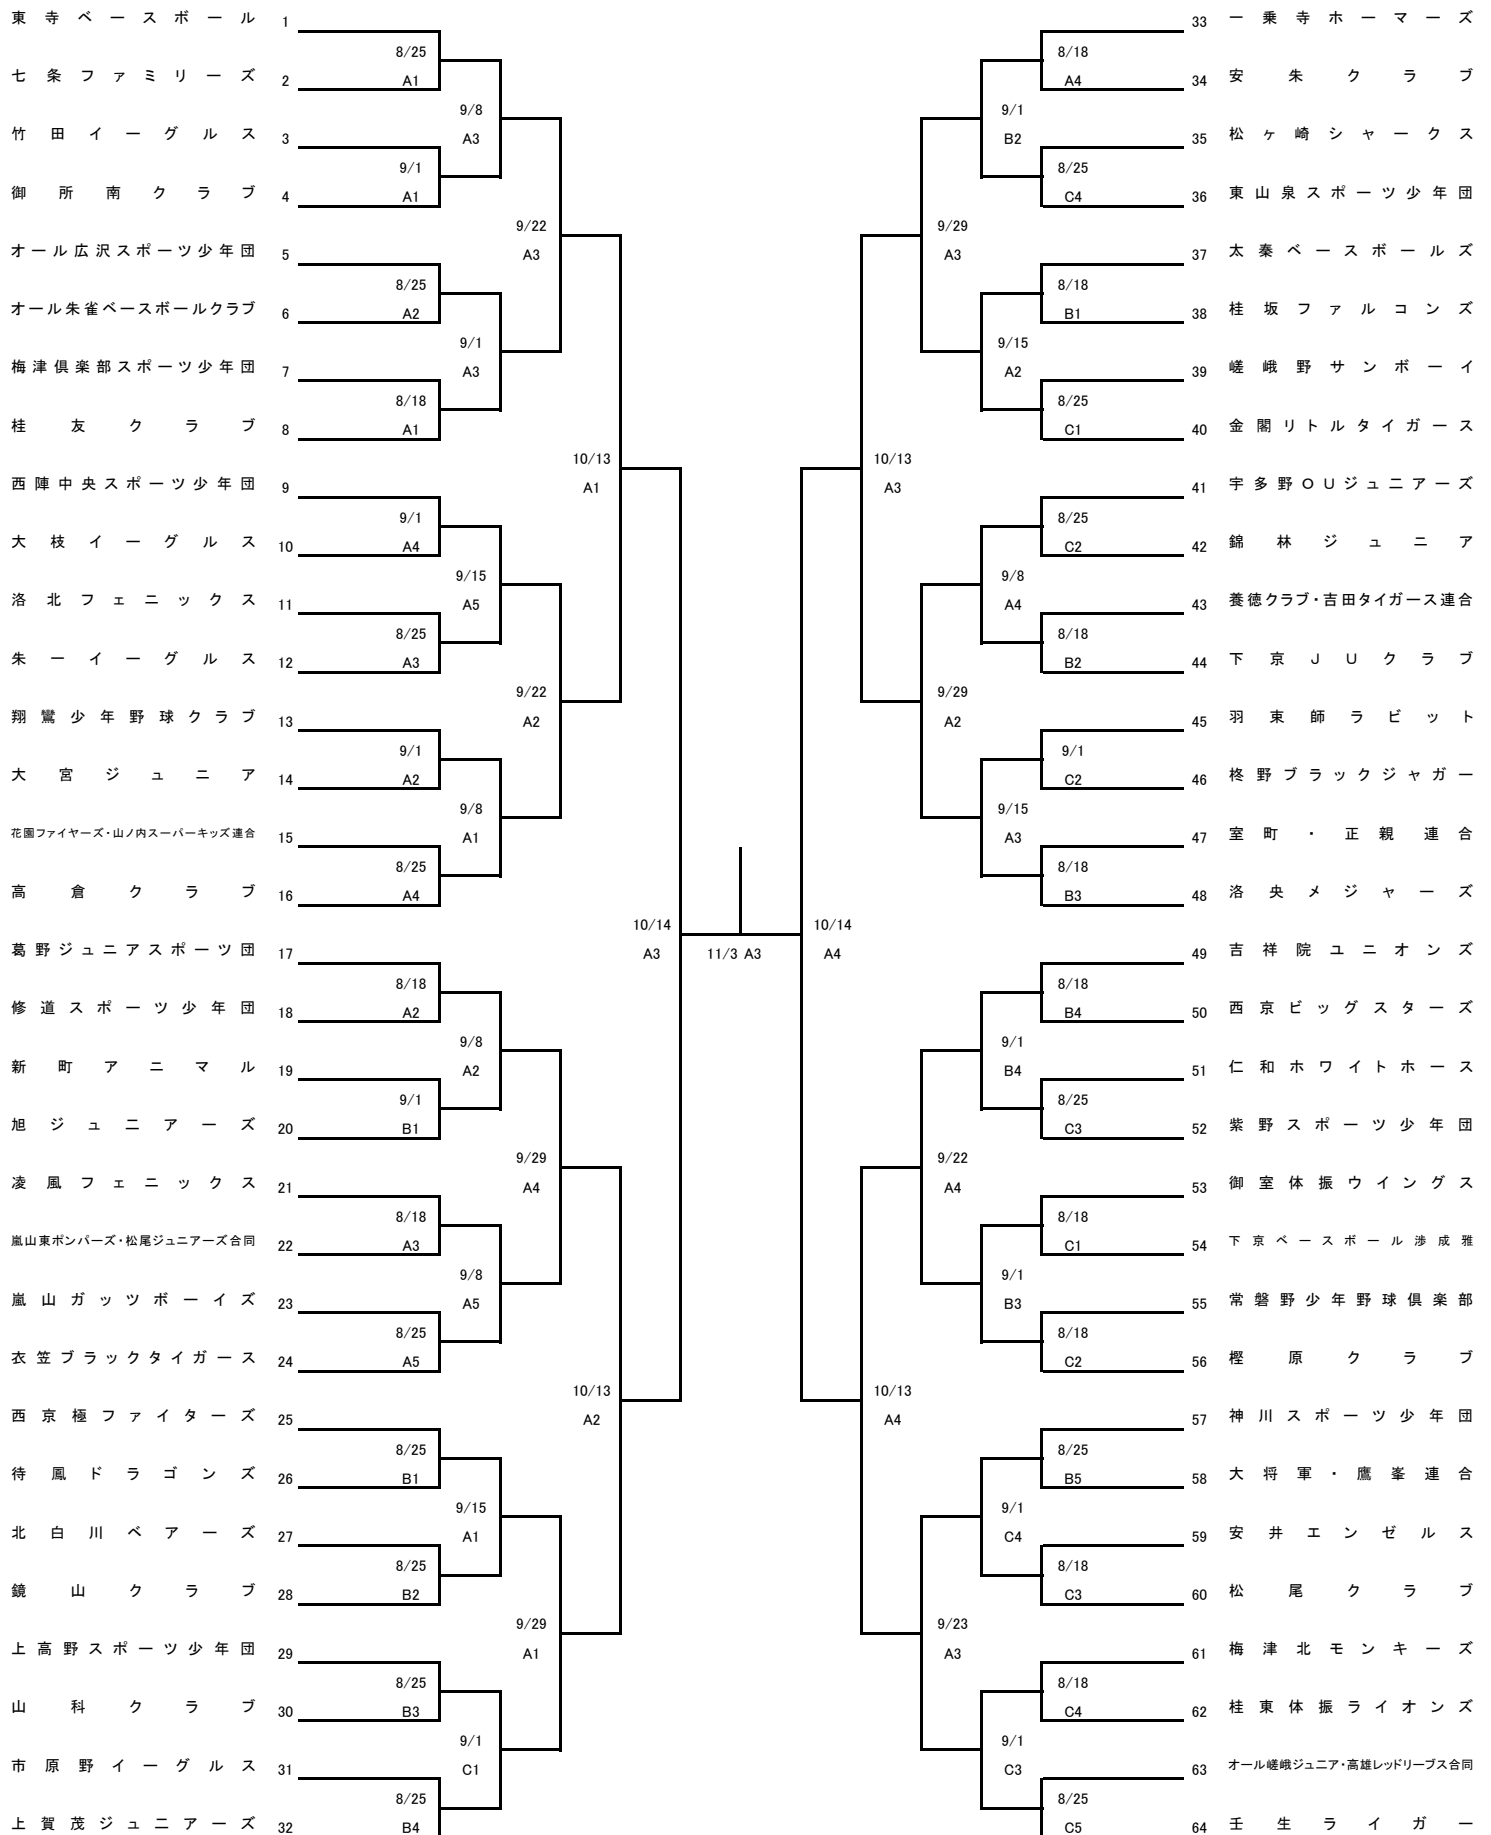 東寺ベースボール 1
8/25
七条ファミリーズ 2 A1
9/8
竹田イーグルス 3 A3
9/1
御所南クラブ 4 A1
9/22
オール広沢スポーツ少年団 5 A3
8/25
オール朱雀ベースボールクラブ 6 A2
9/1
梅津倶楽部スポーツ少年団 7 A3
8/18
桂友クラブ 8 A1
10/13
西陣中央スポーツ少年団 9 A1
9/1
大枝イーグルス 10 A4
9/15
洛北フェニックス 11 A5
8/25
朱一イーグルス 12 A3
9/22
翔鸞少年野球クラブ 13 A2
9/1
大宮ジュニア 14 A2
9/8
花園ファイヤーズ・山ノ内スーパーキッズ連合 15 A1
8/25
高倉クラブ 16 A4
10/14
葛野ジュニアスポーツ団 17 A3
8/18
修道スポーツ少年団 18 A2
9/8
新町アニマル 19 A2
9/1
旭ジュニアーズ 20 B1
9/29
凌風フェニックス 21 A4
8/18
嵐山東ボンバーズ・松尾ジュニアーズ合同 22 A3
9/8
嵐山ガッツボーイズ 23 A5
8/25
衣笠ブラックタイガース 24 A5
10/13
西京極ファイターズ 25 A2
8/25
待鳳ドラゴンズ 26 B1
9/15
北白川ベアーズ 27 A1
8/25
鏡山クラブ 28 B2
9/29
上高野スポーツ少年団 29 A1
8/25
山科クラブ 30 B3
9/1
市原野イーグルス 31 C1
8/25
上賀茂ジュニアーズ 32 B4
11/3 A3
33 一乗寺ホーマーズ
8/18
A4 34 安朱クラブ
9/1
B2 35 松ヶ崎シャークス
8/25
C4 36 東山泉スポーツ少年団
9/29
A3 37 太秦ベースボールズ
8/18
B1 38 桂坂ファルコンズ
9/15
A2 39 嵯峨野サンボーイ
8/25
C1 40 金閣リトルタイガース
10/13
A3 41 宇多野OUジュニアーズ
8/25
C2 42 錦林ジュニア
9/8
A4 43 養徳クラブ・吉田タイガース連合
8/18
B2 44 下京JUクラブ
9/29
A2 45 羽束師ラビット
9/1
C2 46 柊野ブラックジャガー
9/15
A3 47 室町・正親連合
8/18
B3 48 洛央メジャーズ
10/14
A4 49 吉祥院ユニオンズ
8/18
B4 50 西京ビッグスターズ
9/1
B4 51 仁和ホワイトホース
8/25
C3 52 紫野スポーツ少年団
9/22
A4 53 御室体振ウイングス
8/18
C1 54 下京ベースボール渉成雅
9/1
B3 55 常磐野少年野球倶楽部
8/18
C2 56 樫原クラブ
10/13
A4 57 神川スポーツ少年団
8/25
B5 58 大将軍・鷹峯連合
9/1
C4 59 安井エンゼルス
8/18
C3 60 松尾クラブ
9/23
A3 61 梅津北モンキーズ
8/18
C4 62 桂東体振ライオンズ
9/1
C3 63 オール嵯峨ジュニア・高雄レッドリーブス合同
8/25
C5 64 壬生ライガー